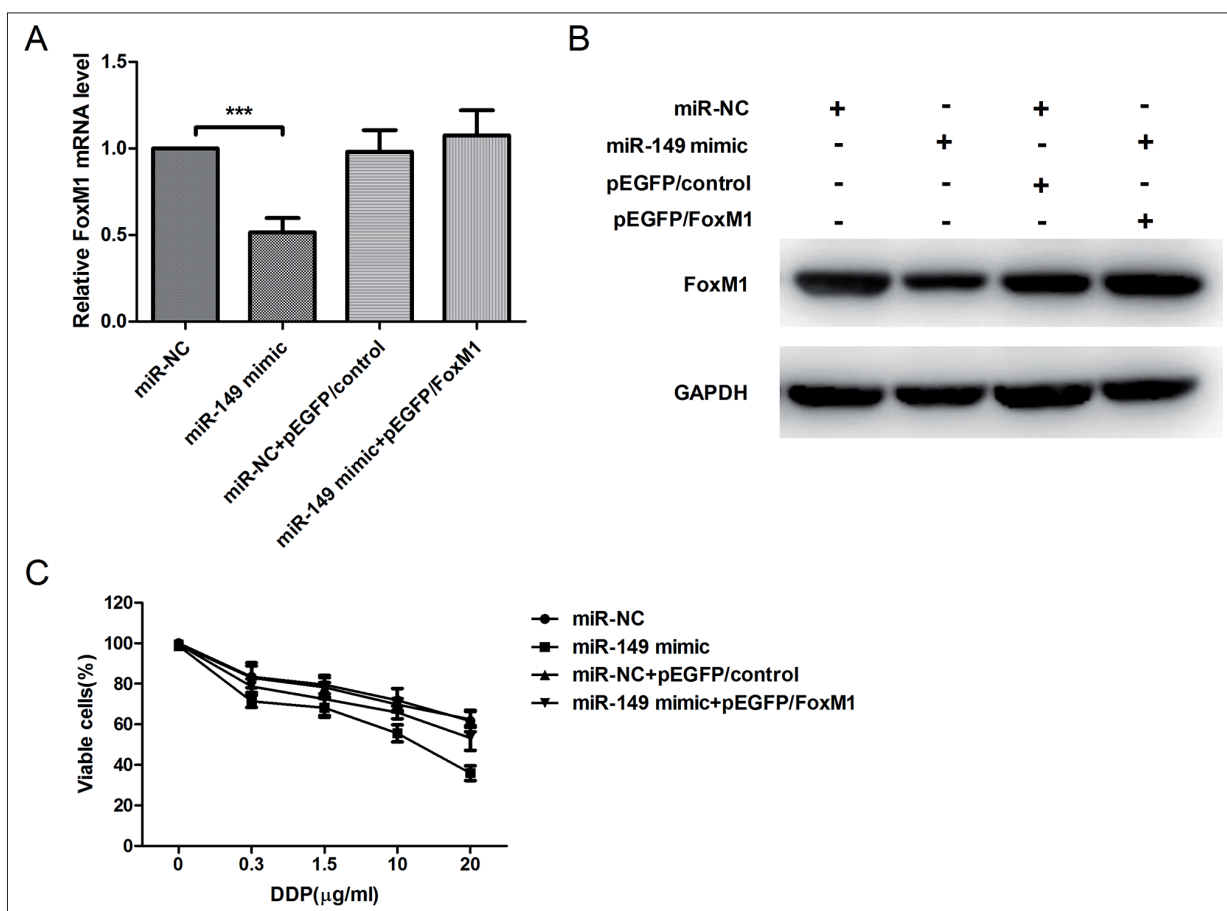 A
Relative FoxM1 mRNA level
1.5
1.0
0.5
0.0
***
miR-NC
miR-149 mimic
miR-NC+pEGFP/control
miR-149 mimic+pEGFP/FoxM1
B
miR-NC + - + -
miR-149 mimic - + - +
pEGFP/control - - + -
pEGFP/FoxM1 - - - +
FoxM1
GAPDH
C
Viable cells(%)
120
100
80
60
40
20
0
0 0.3 1.5 10 20
DDP(μg/ml)
miR-NC
miR-149 mimic
miR-NC+pEGFP/control
miR-149 mimic+pEGFP/FoxM1